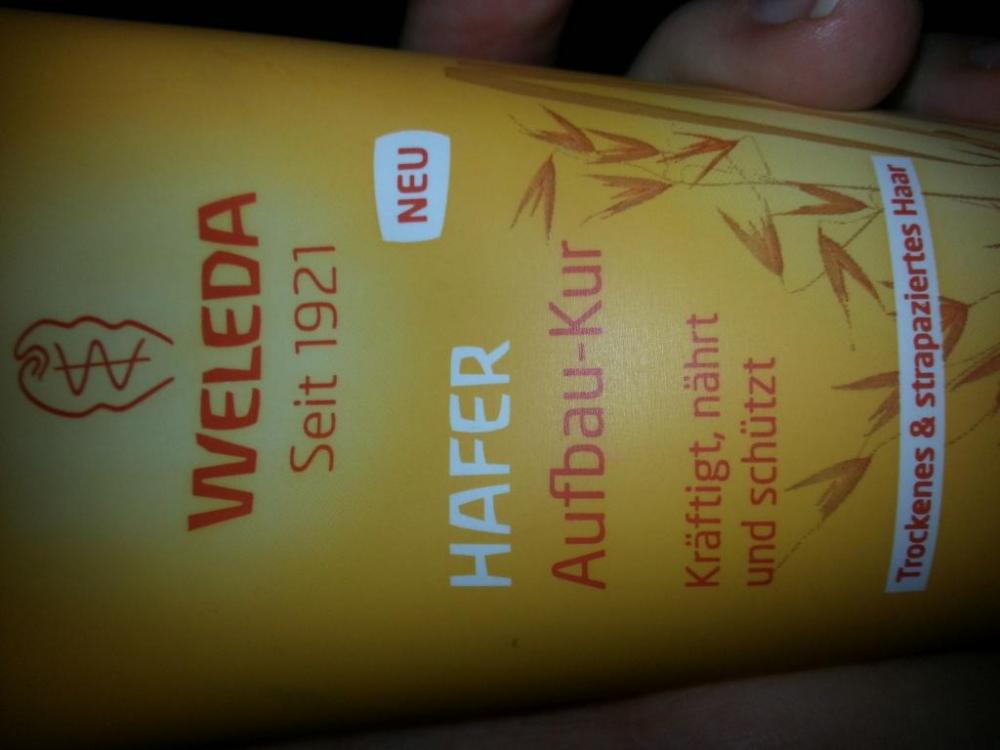 WELEDA
Seit 1921
NEU
HAFER
Aufbau-Kur
Kräftigt, nährt
und schützt
Trockenes & strapaziertes Haar